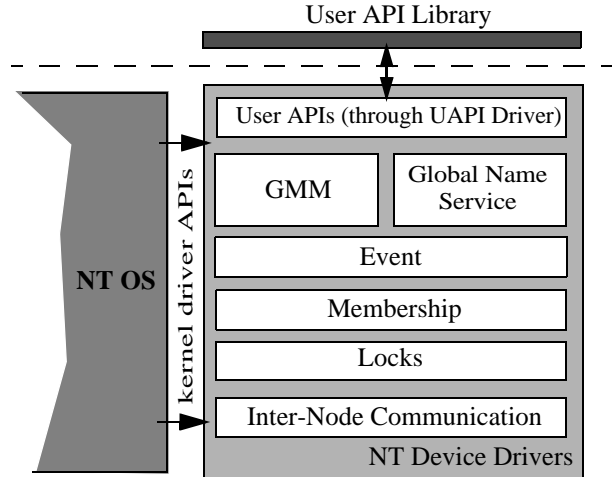 User API Library
User APIs (through UAPI Driver)
GMM
Global Name
Service
Event
NT OS
kernel driver APIs
Membership
Locks
Inter-Node Communication
NT Device Drivers